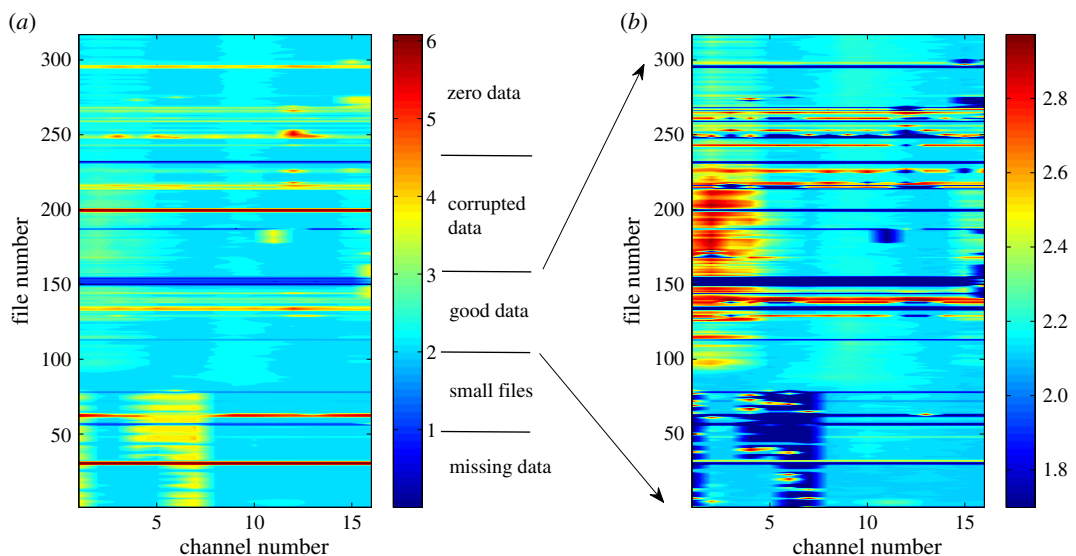 (a)
(b)
300
250
200
150
100
50
file number
5
10
15
channel number
6
5
4
3
2
1
zero data
corrupted
data
good data
small files
missing data
300
250
200
150
100
50
file number
5
10
15
channel number
2.8
2.6
2.4
2.2
2.0
1.8